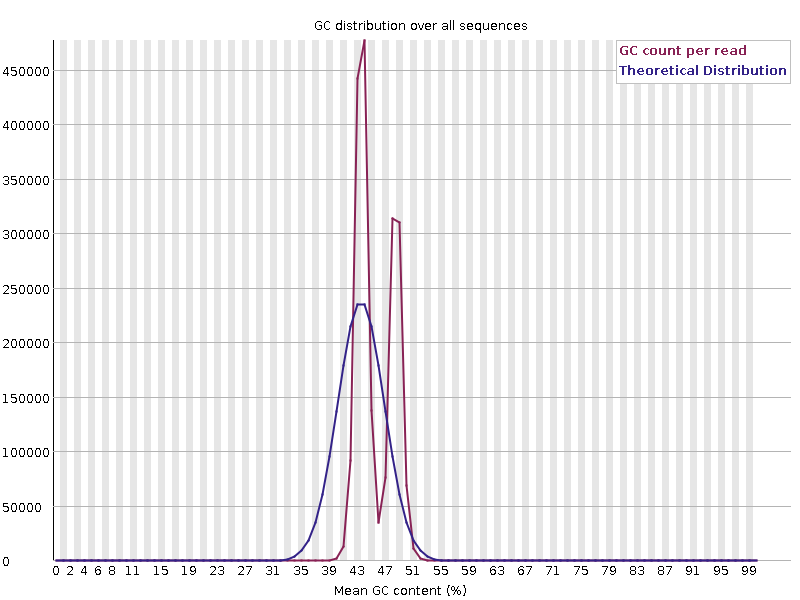 GC distribution over all sequences
GC count per read
Theoretical Distribution
450000
400000
350000
300000
250000
200000
150000
100000
50000
0
0 2 4 6 8 11 15 19 23 27 31 35 39 43 47 51 55 59 63 67 71 75 79 83 87 91 95 99
Mean GC content (%)